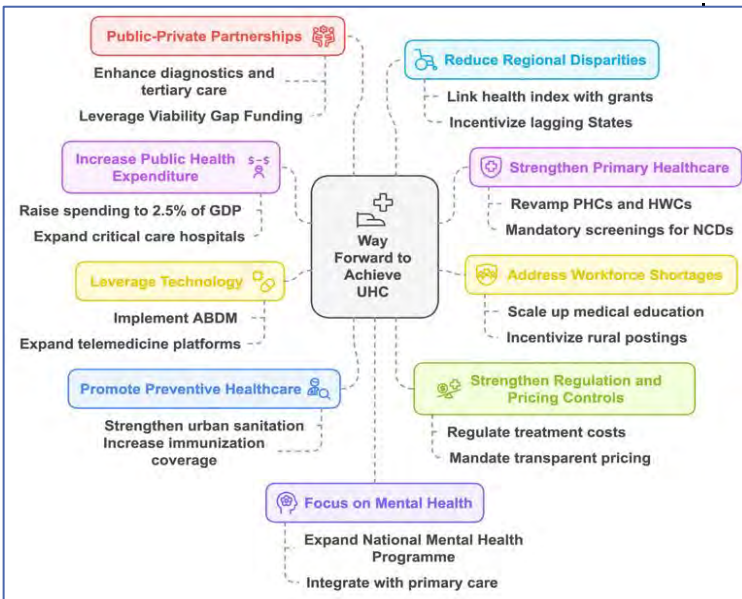 Public-Private Partnerships
Enhance diagnostics and
tertiary care
Leverage Viability Gap Funding
Reduce Regional Disparities
Link health index with grants
Incentivize lagging States
Increase Public Health
Expenditure
$-$
Raise spending to 2.5% of GDP
Expand critical care hospitals
Strengthen Primary Healthcare
Revamp PHCs and HWCs
Mandatory screenings for NCDs
Way
Forward to
Achieve
UHC
Leverage Technology
Implement ABDM
Expand telemedicine platforms
Address Workforce Shortages
Scale up medical education
Incentivize rural postings
Promote Preventive Healthcare
Strengthen urban sanitation
Increase immunization
coverage
Strengthen Regulation and
Pricing Controls
Regulate treatment costs
Mandate transparent pricing
Focus on Mental Health
Expand National Mental Health
Programme
Integrate with primary care